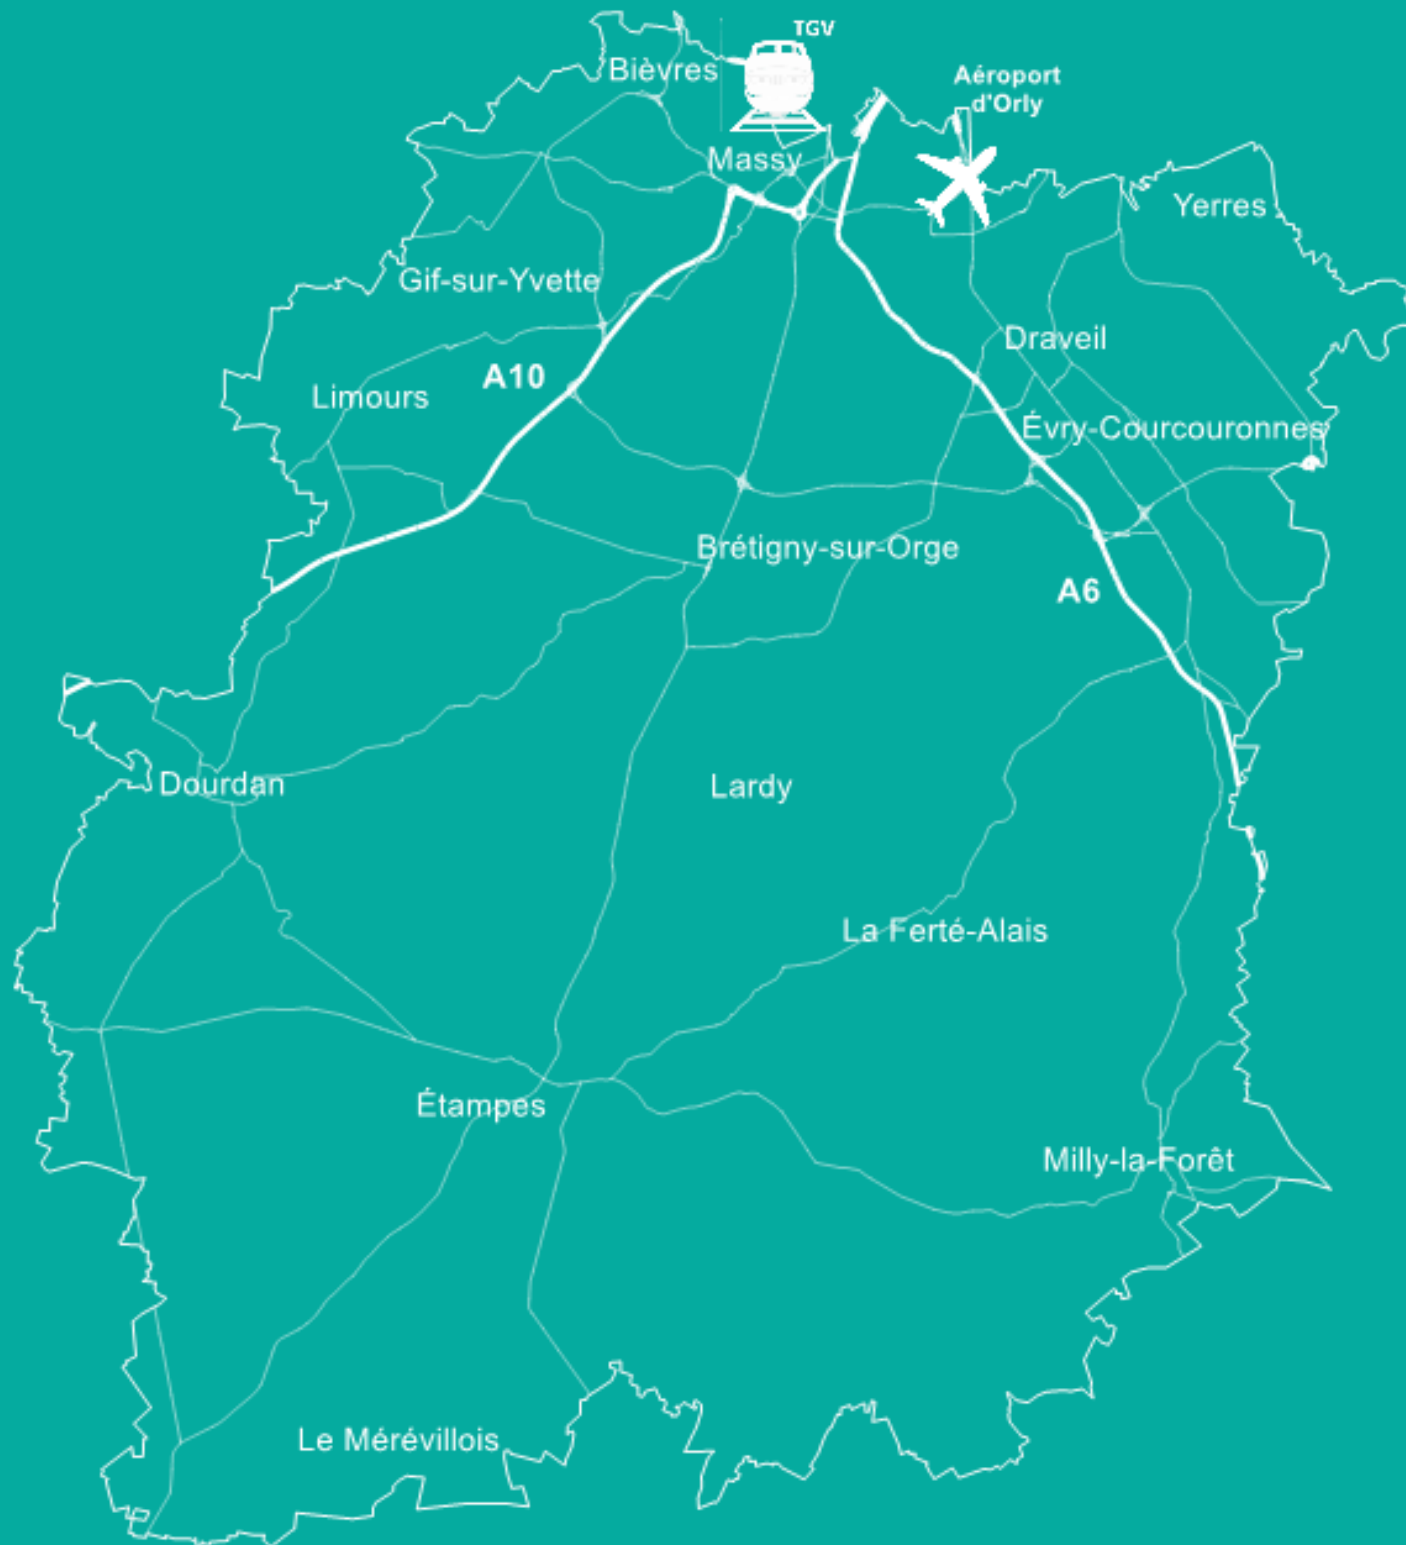 TGV
Bièvres
Aéroport
d'Orly
Massy
Yerres
Gif-sur-Yvette
Draveil
A10
Limours
Évry-Courcouronnes
Brétigny-sur-Orge
A6
Dourdan
Lardy
La Ferté-Alais
Étampes
Milly-la-Forêt
Le Mérévillois